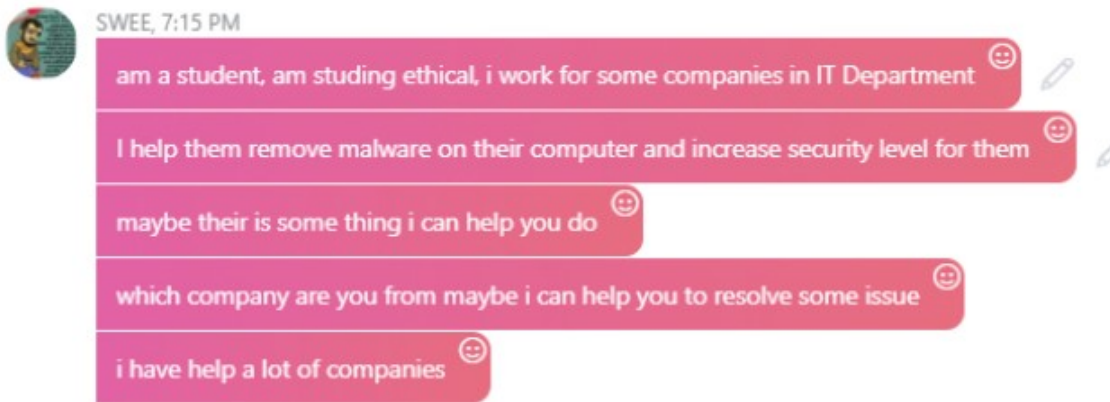 SWEE, 7:15 PM
am a student, am studing ethical, i work for some companies in IT Department
I help them remove malware on their computer and increase security level for them
maybe their is some thing i can help you do
which company are you from maybe i can help you to resolve some issue
i have help a lot of companies